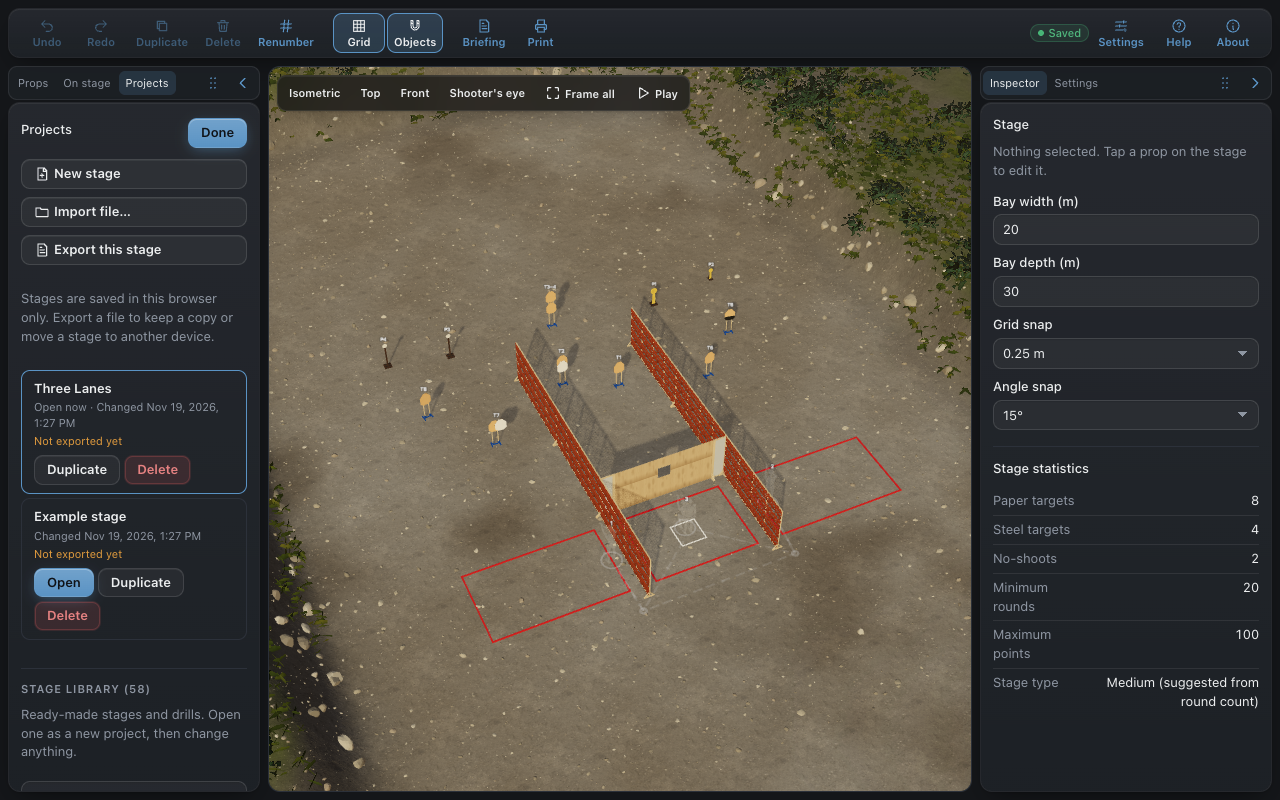 Undo
Redo
Duplicate
Delete
Renumber
Grid
Objects
Briefing
Print
Saved
Settings
Help
About
Props
On stage
Projects
Projects
Done
New stage
Import file...
Export this stage
Stages are saved in this browser
only. Export a file to keep a copy or
move a stage to another device.
Three Lanes
Open now · Changed Nov 19, 2026,
1:27 PM
Not exported yet
Duplicate
Delete
Example stage
Changed Nov 19, 2026, 1:27 PM
Not exported yet
Open
Duplicate
Delete
STAGE LIBRARY (58)
Ready-made stages and drills. Open
one as a new project, then change
anything.
Isometric
Top
Front
Shooter's eye
Frame all
Play
Inspector
Settings
Stage
Nothing selected. Tap a prop on the stage
to edit it.
Bay width (m)
20
Bay depth (m)
30
Grid snap
0.25 m
Angle snap
15°
Stage statistics
Paper targets
8
Steel targets
4
No-shoots
2
Minimum
rounds
20
Maximum
points
100
Stage type
Medium (suggested from
round count)